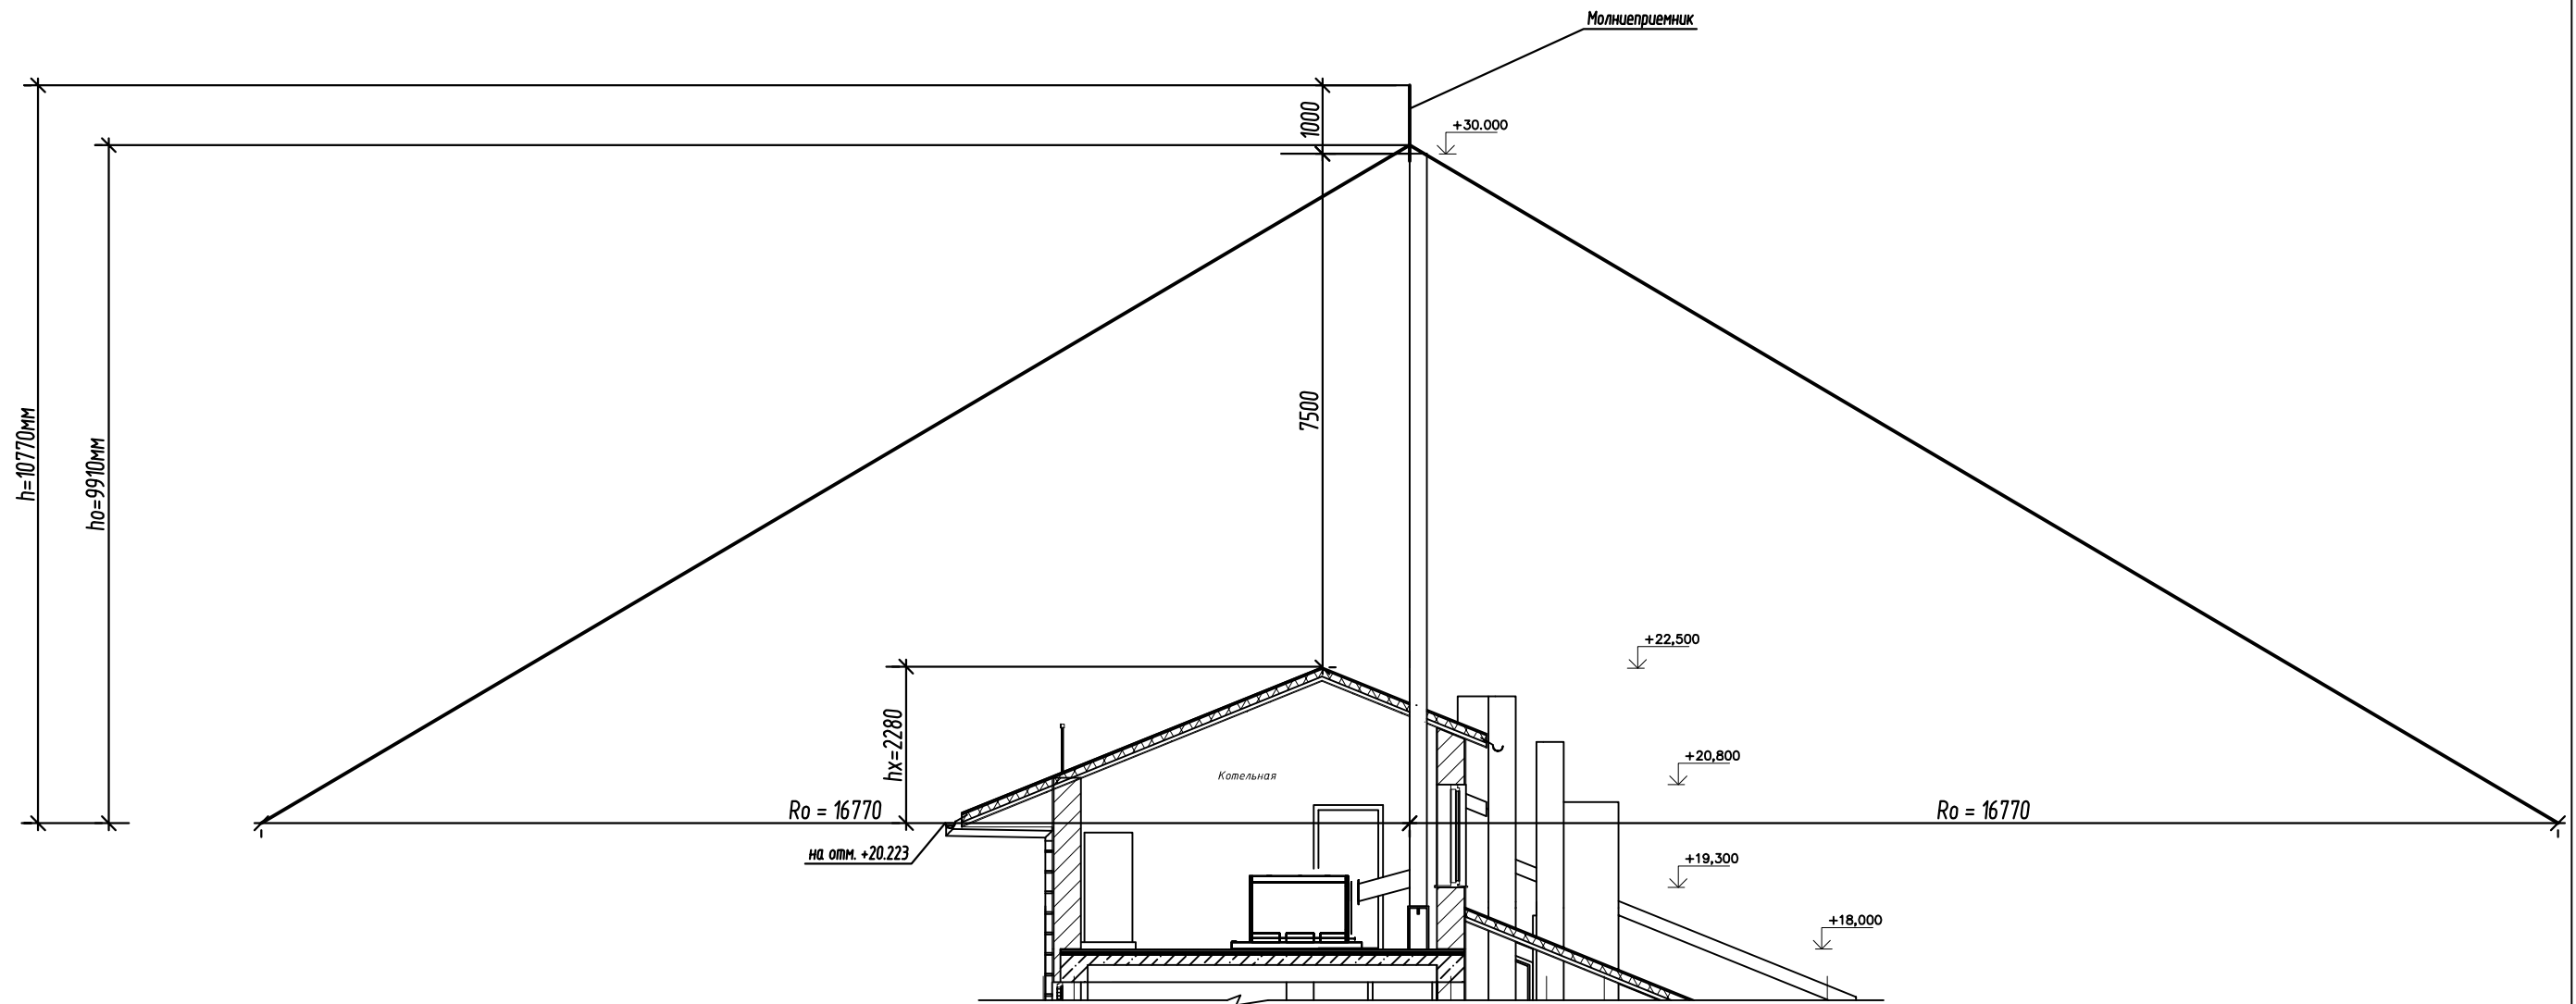 Молниеприемник
1000
+30.000
7500
h=10770мм
ho=9910мм
+22,500
hx=2280
+20,800
Котельная
Ro = 16770
Ro = 16770
на отм. +20.223
+19,300
+18,000